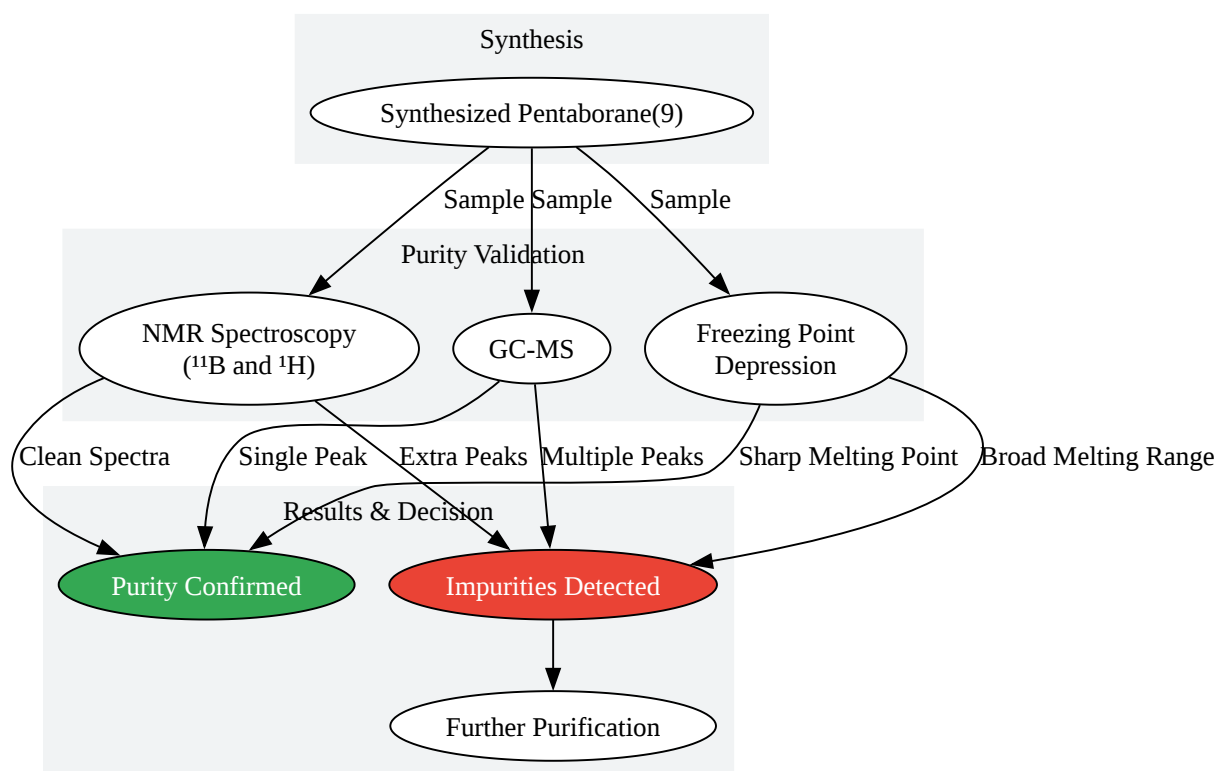 Synthesis
Synthesized Pentaborane(9)
Sample
Sample
Sample
Purity Validation
NMR Spectroscopy
(¹¹B and ¹H)
GC-MS
Freezing Point
Depression
Clean Spectra
Single Peak
Extra Peaks
Multiple Peaks
Sharp Melting Point
Broad Melting Range
Results & Decision
Purity Confirmed
Impurities Detected
Further Purification